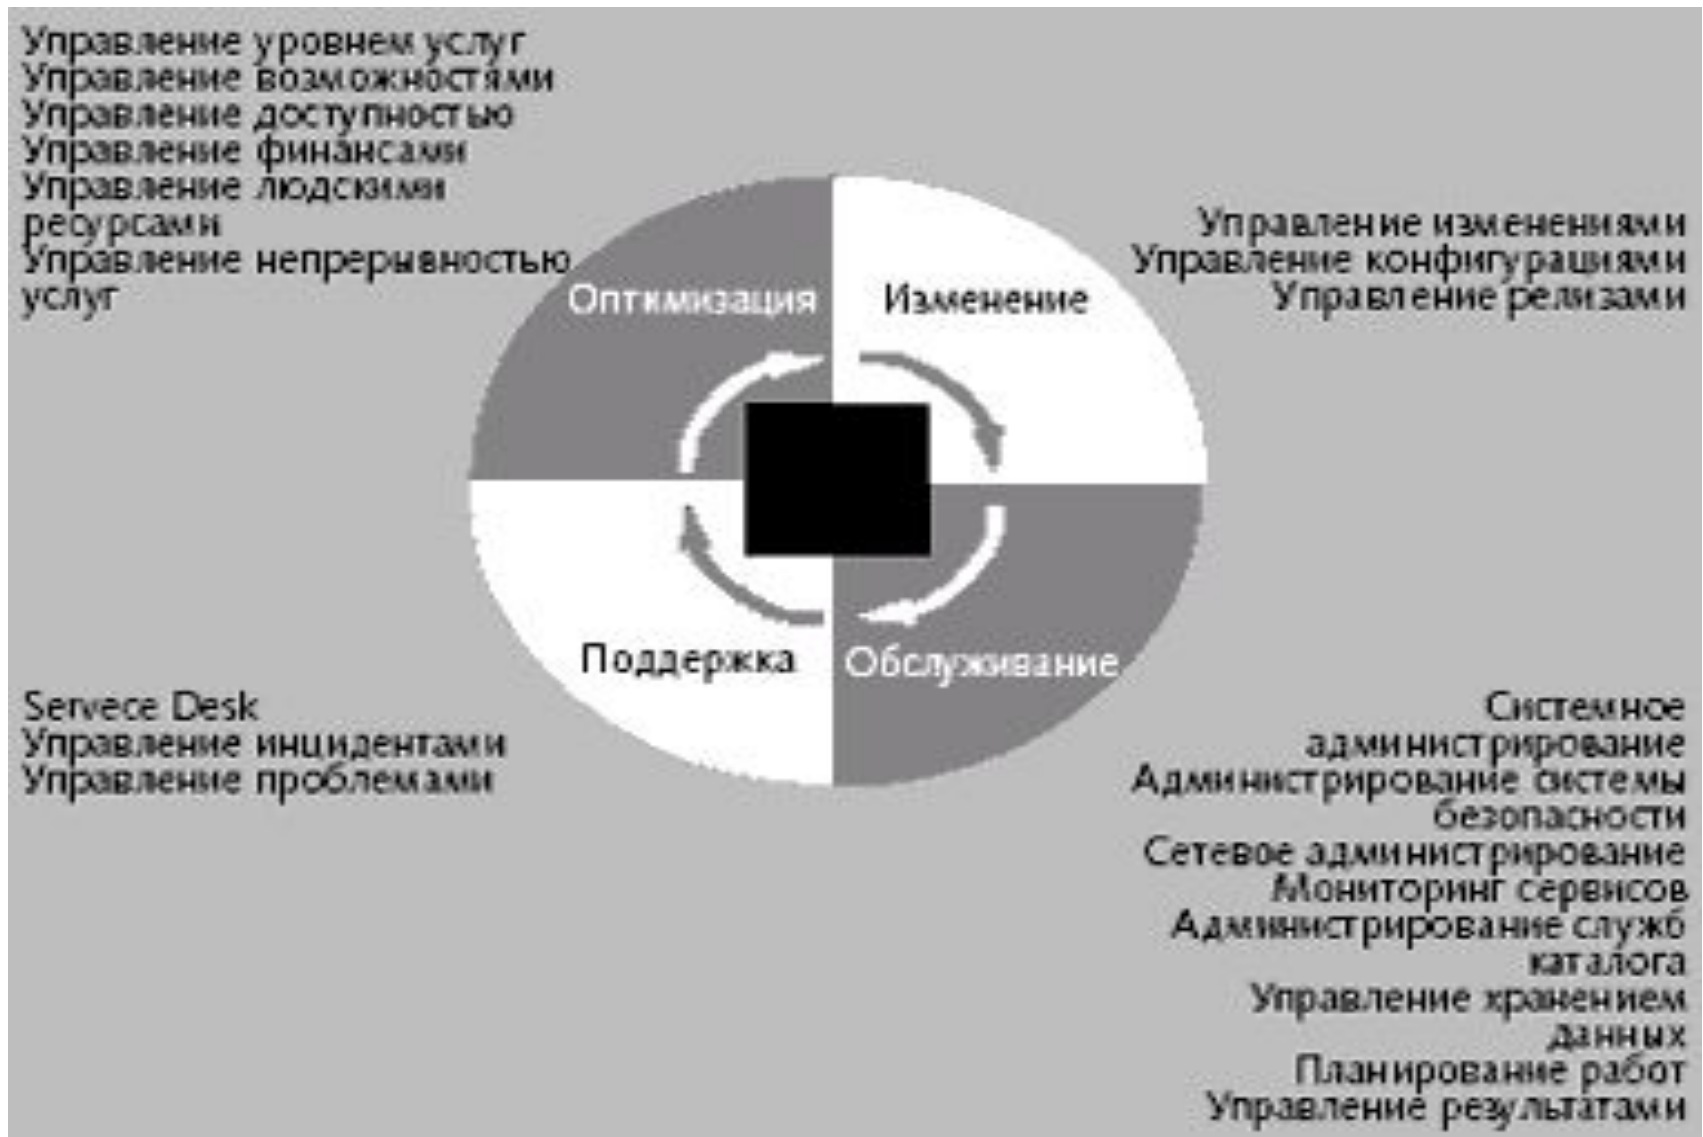 Управление уровнем услуг
Управление возможностями
Управление доступностью
Управление финансами
Управление людскими
ресурсами
Управление непрерывностью
услуг
Управление изменениями
Управление конфигурациями
Управление релизами
Оптимизация
Изменение
Поддержка
Обслуживание
Servece Desk
Управление инцидентами
Управление проблемами
Системное
администрирование
Администрирование системы
безопасности
Сетевое администрирование
Мониторинг сервисов
Администрирование служб
каталога
Управление хранением
данных
Планирование работ
Управление результатами